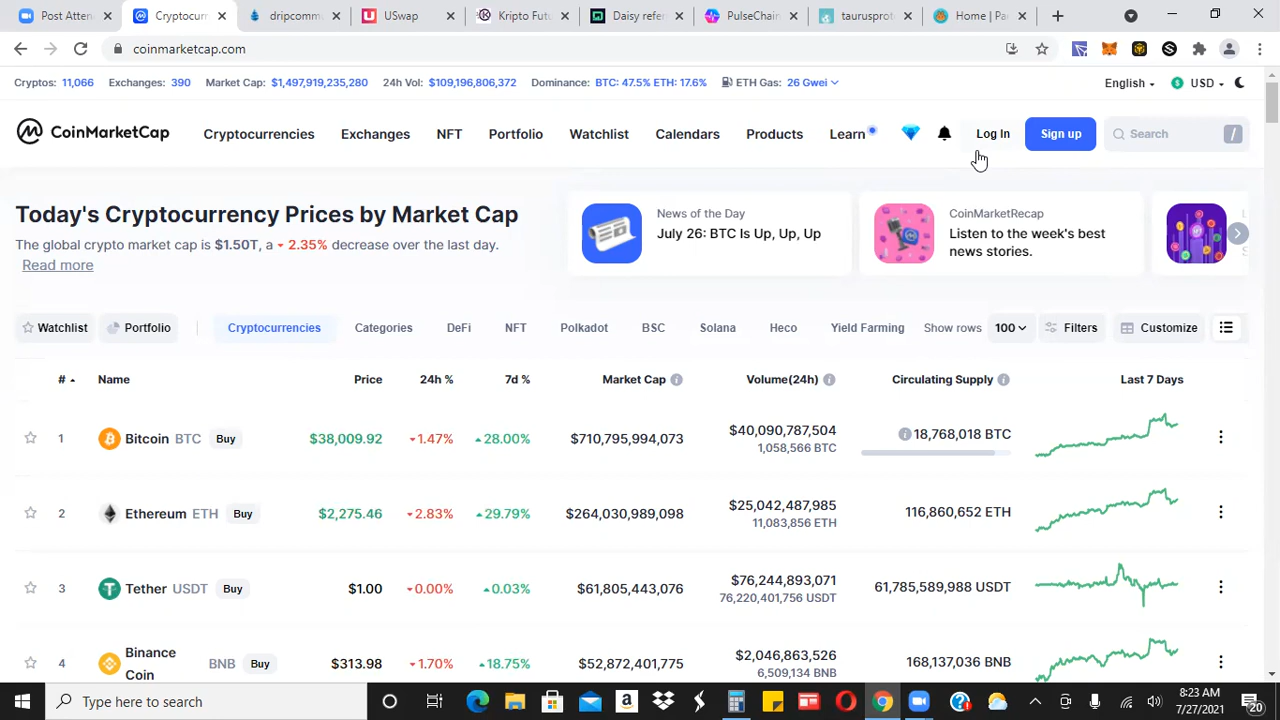 Post Atten
Cryptocurr
dripcomm
USwap
Kripto Futu
Daisy refer
PulseChain
taurusprot
Home | Pa
coinmarketcap.com
Cryptos: 11,066 Exchanges: 390 Market Cap: $1,497,919,235,280 24h Vol: $109,196,806,372 Dominance: BTC: 47.5% ETH: 17.6% ETH Gas: 26 Gwei English USD
CoinMarketCap Cryptocurrencies Exchanges NFT Portfolio Watchlist Calendars Products Learn Log In Sign up Search /
Today's Cryptocurrency Prices by Market Cap
The global crypto market cap is $1.50T, a 2.35% decrease over the last day.
Read more
News of the Day
July 26: BTC Is Up, Up, Up
CoinMarketRecap
Listen to the week's best
news stories.
Watchlist Portfolio Cryptocurrencies Categories DeFi NFT Polkadot BSC Solana Heco Yield Farming Show rows 100 Filters Customize
# Name Price 24h % 7d % Market Cap Volume(24h) Circulating Supply Last 7 Days
1 Bitcoin BTC Buy $38,009.92 1.47% 28.00% $710,795,994,073 $40,090,787,504 18,768,018 BTC
1,058,566 BTC
2 Ethereum ETH Buy $2,275.46 2.83% 29.79% $264,030,989,098 $25,042,487,985 116,860,652 ETH
11,083,856 ETH
3 Tether USDT Buy $1.00 0.00% 0.03% $61,805,443,076 $76,244,893,071 61,785,589,988 USDT
76,220,401,756 USDT
4 Binance Coin BNB Buy $313.98 1.70% 18.75% $52,872,401,775 $2,046,863,526 168,137,036 BNB
6,509,134 BNB
Type here to search
8:23 AM
7/27/2021
20